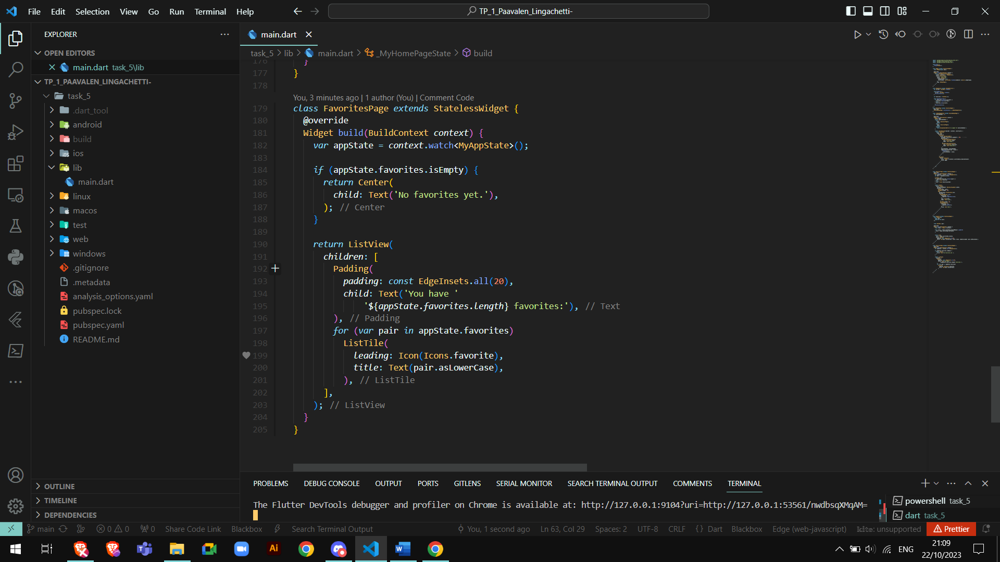 File Edit Selection View Go Run Terminal Help
TP_1_Paavalen_Lingachetti-
EXPLORER
OPEN EDITORS
main.dart task_5\lib
TP_1_PAAVALEN_LINGACHETTI-
task_5
.dart_tool
android
build
ios
lib
main.dart
linux
macos
test
web
windows
.gitignore
.metadata
analysis_options.yaml
pubspec.lock
pubspec.yaml
README.md
OUTLINE
TIMELINE
DEPENDENCIES
main.dart
task_5 > lib > main.dart > _MyHomePageState > build
176 }
177 }
178
You, 3 minutes ago | 1 author (You) | Comment Code
179 class FavoritesPage extends StatelessWidget {
180 @override
181 Widget build(BuildContext context) {
182 var appState = context.watch<MyAppState>();
183
184 if (appState.favorites.isEmpty) {
185 return Center(
186 child: Text('No favorites yet.'),
187 ); // Center
188 }
189
190 return ListView(
191 children: [
192 Padding(
193 padding: const EdgeInsets.all(20),
194 child: Text('You have '
195 '${appState.favorites.length} favorites:'), // Text
196 ), // Padding
197 for (var pair in appState.favorites)
198 ListTile(
199 leading: Icon(Icons.favorite),
200 title: Text(pair.asLowerCase),
201 ), // ListTile
202 ],
203 ); // ListView
204 }
205 }
PROBLEMS DEBUG CONSOLE OUTPUT PORTS GITLENS SERIAL MONITOR SEARCH TERMINAL OUTPUT COMMENTS TERMINAL
The Flutter DevTools debugger and profiler on Chrome is available at: http://127.0.0.1:9104?uri=http://127.0.0.1:53561/nwdbsqXMqAM=
powershell task_5
dart task_5
main 0 0 0 Share Code Link Blackbox Search Terminal Output You, 1 second ago Ln 63, Col 29 Spaces: 2 UTF-8 CRLF {} Dart Blackbox Edge (web-javascript) kite: unsupported Prettier
Ai
W
ENG
21:09
22/10/2023